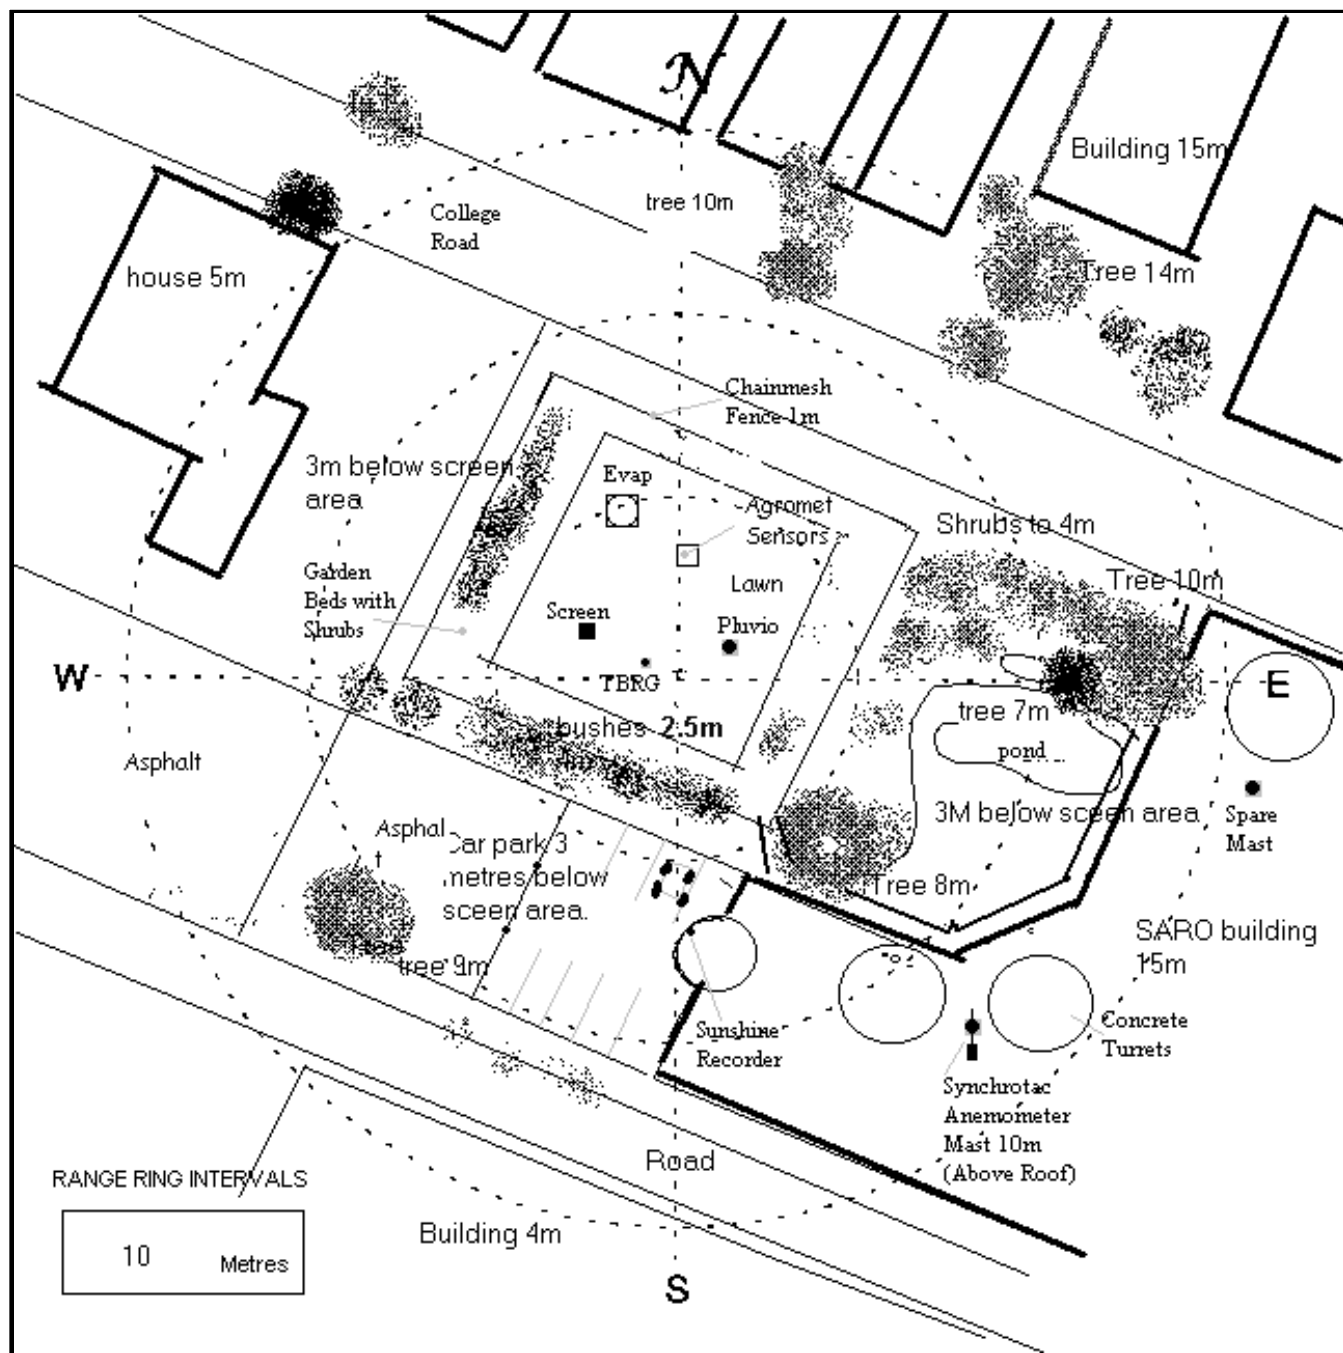 N
Building 15m
tree 10m
College
Road
Tree 14m
house 5m
Chainmesh
Fence 1m
3m below screen
area
Evap
Agromet
Sensors
Shrubs to 4m
Garden
Beds with
Shrubs
Lawn
Tree 10m
Screen
Pluvio
W
TBRG
E
bushes 2.5m
tree 7m
pond
Asphalt
3M below sceen area
Spare
Mast
Asphal
t
Car park 3
metres below
sceen area.
Tree 8m
SARO building
15m
tree 9m
Sunshine
Recorder
Concrete
Turrets
Synchrotac
Anemometer
Mast 10m
(Above Roof)
Road
RANGE RING INTERVALS
Building 4m
10 Metres
S